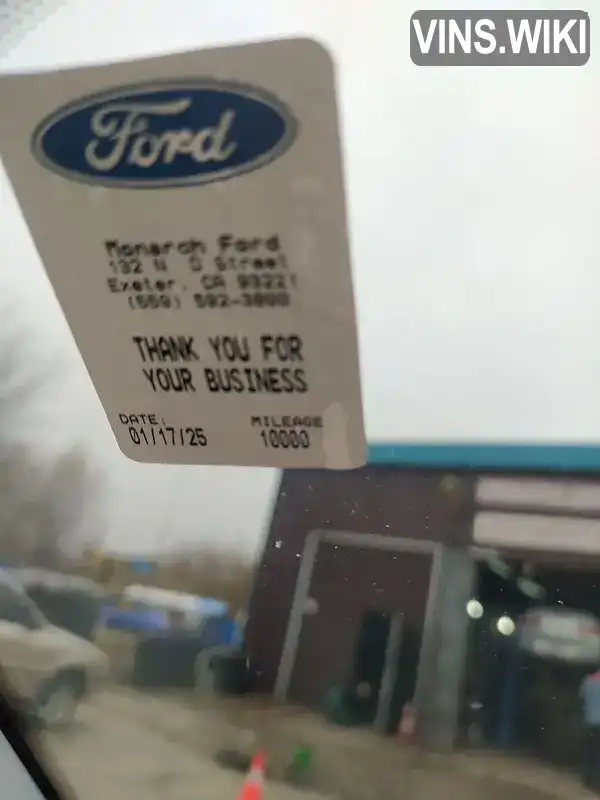 VINS.WIKI
Ford
Monarch Ford
132 N Street
Exeter, CA 93221
(559)
THANK YOU FOR
YOUR BUSINESS
DATE: MILEAGE
01/17/25 10000